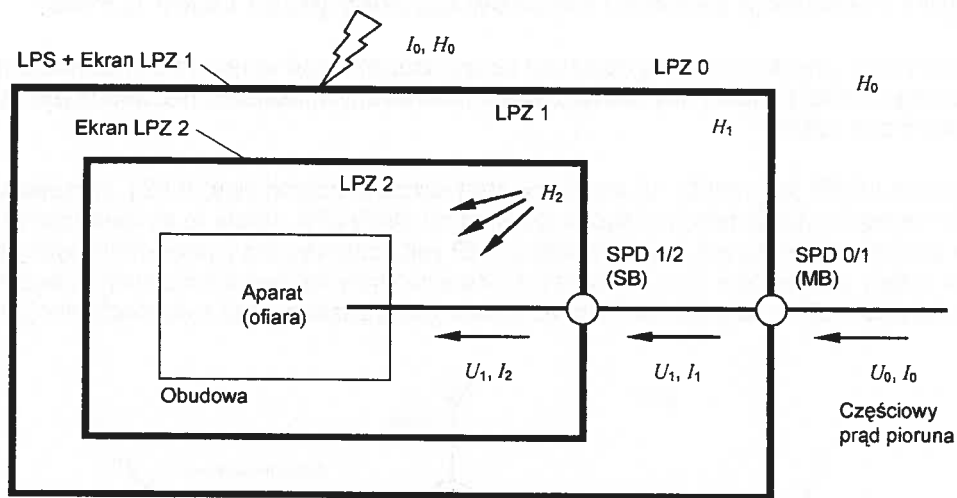 I₀, H₀
LPS + Ekran LPZ 1
LPZ 0
H₀
LPZ 1
H₁
Ekran LPZ 2
LPZ 2
H₂
SPD 1/2
(SB)
SPD 0/1
(MB)
Aparat
(ofiara)
U₁, I₂
U₁, I₁
U₀, I₀
Obudowa
Częściowy
prąd pioruna